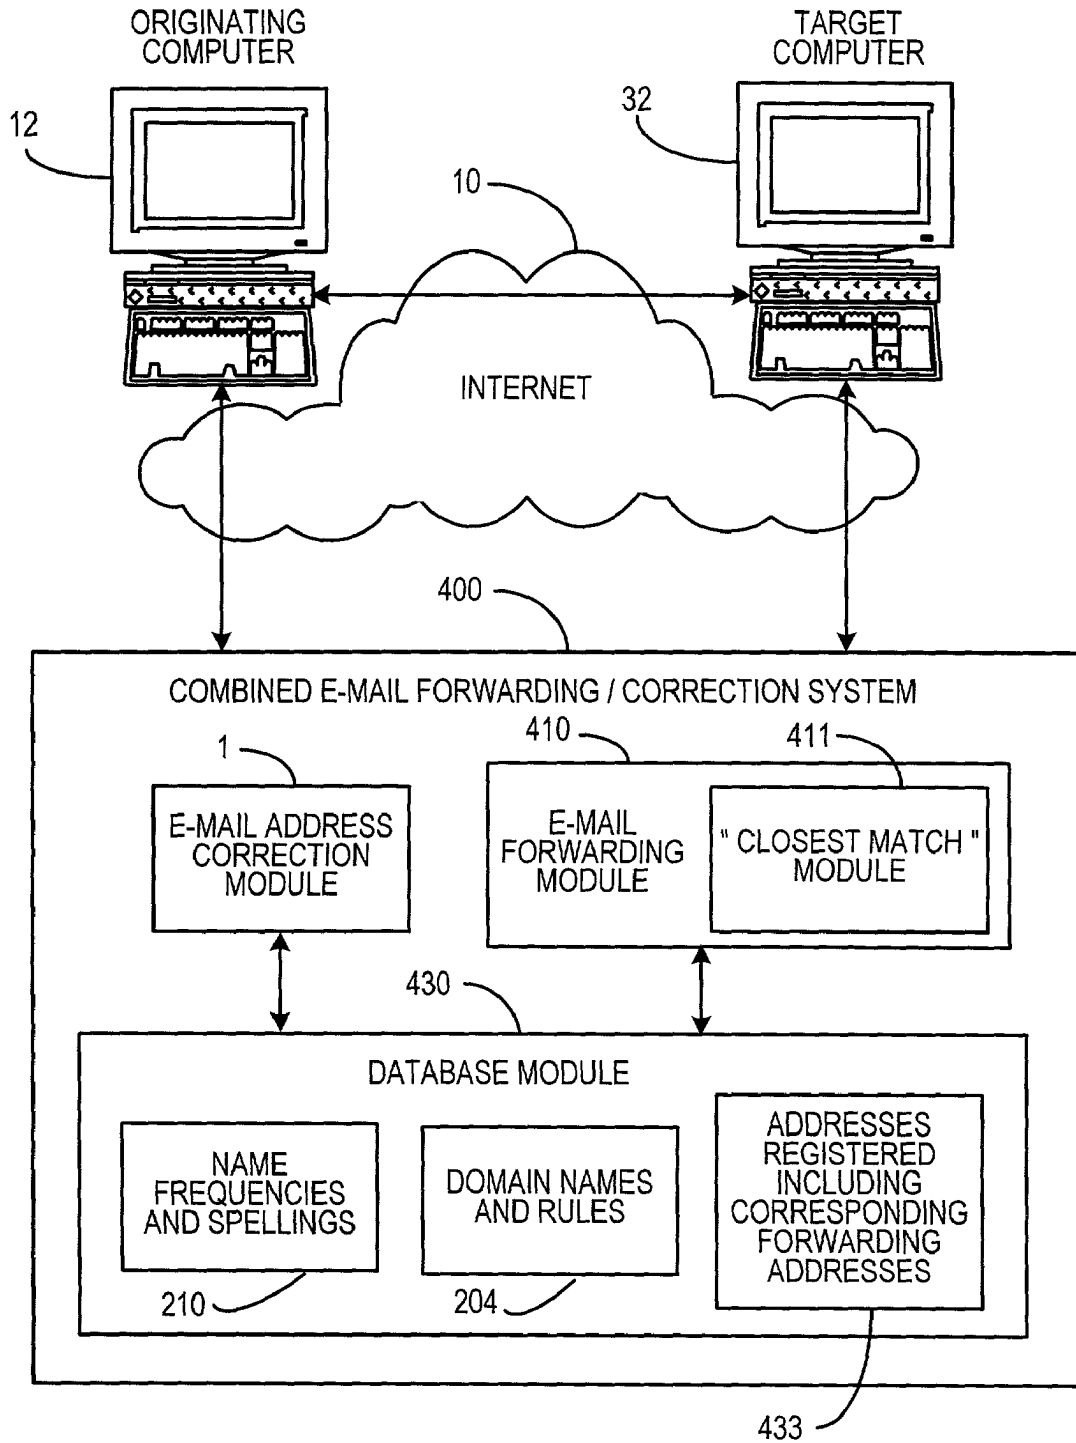 ORIGINATING
COMPUTER
TARGET
COMPUTER
12
32
10
INTERNET
400
COMBINED E-MAIL FORWARDING / CORRECTION SYSTEM
1
410
411
E-MAIL ADDRESS
CORRECTION
MODULE
E-MAIL
FORWARDING
MODULE
" CLOSEST MATCH "
MODULE
430
DATABASE MODULE
NAME
FREQUENCIES
AND SPELLINGS
DOMAIN NAMES
AND RULES
ADDRESSES
REGISTERED
INCLUDING
CORRESPONDING
FORWARDING
ADDRESSES
210
204
433